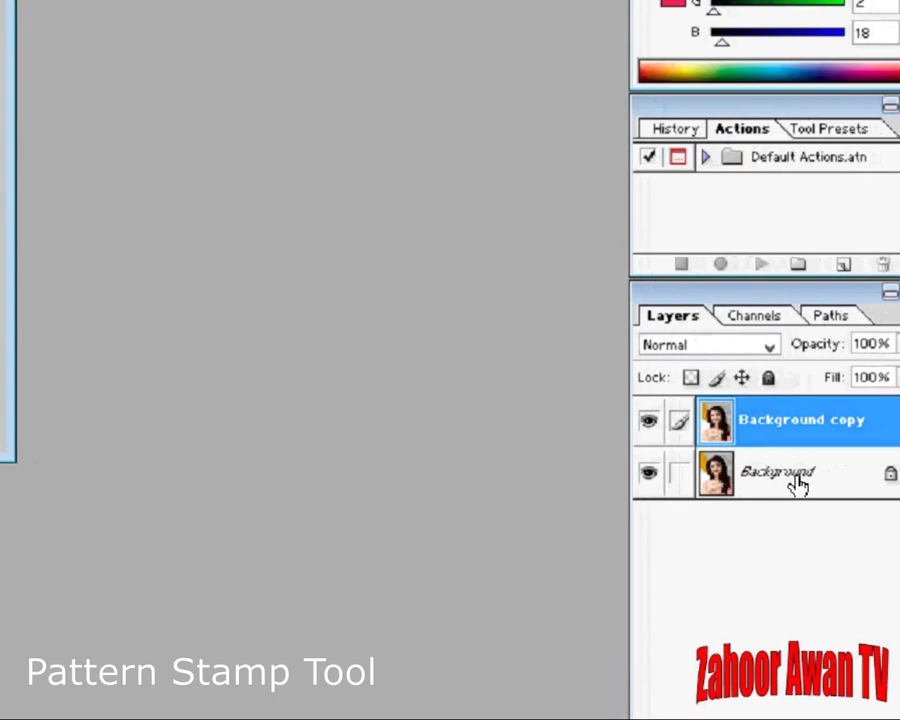 G 2
B 18
History Actions Tool Presets
Default Actions.atn
Layers Channels Paths
Normal Opacity: 100%
Lock: Fill: 100%
Background copy
Background
Pattern Stamp Tool
Zahoor Awan TV